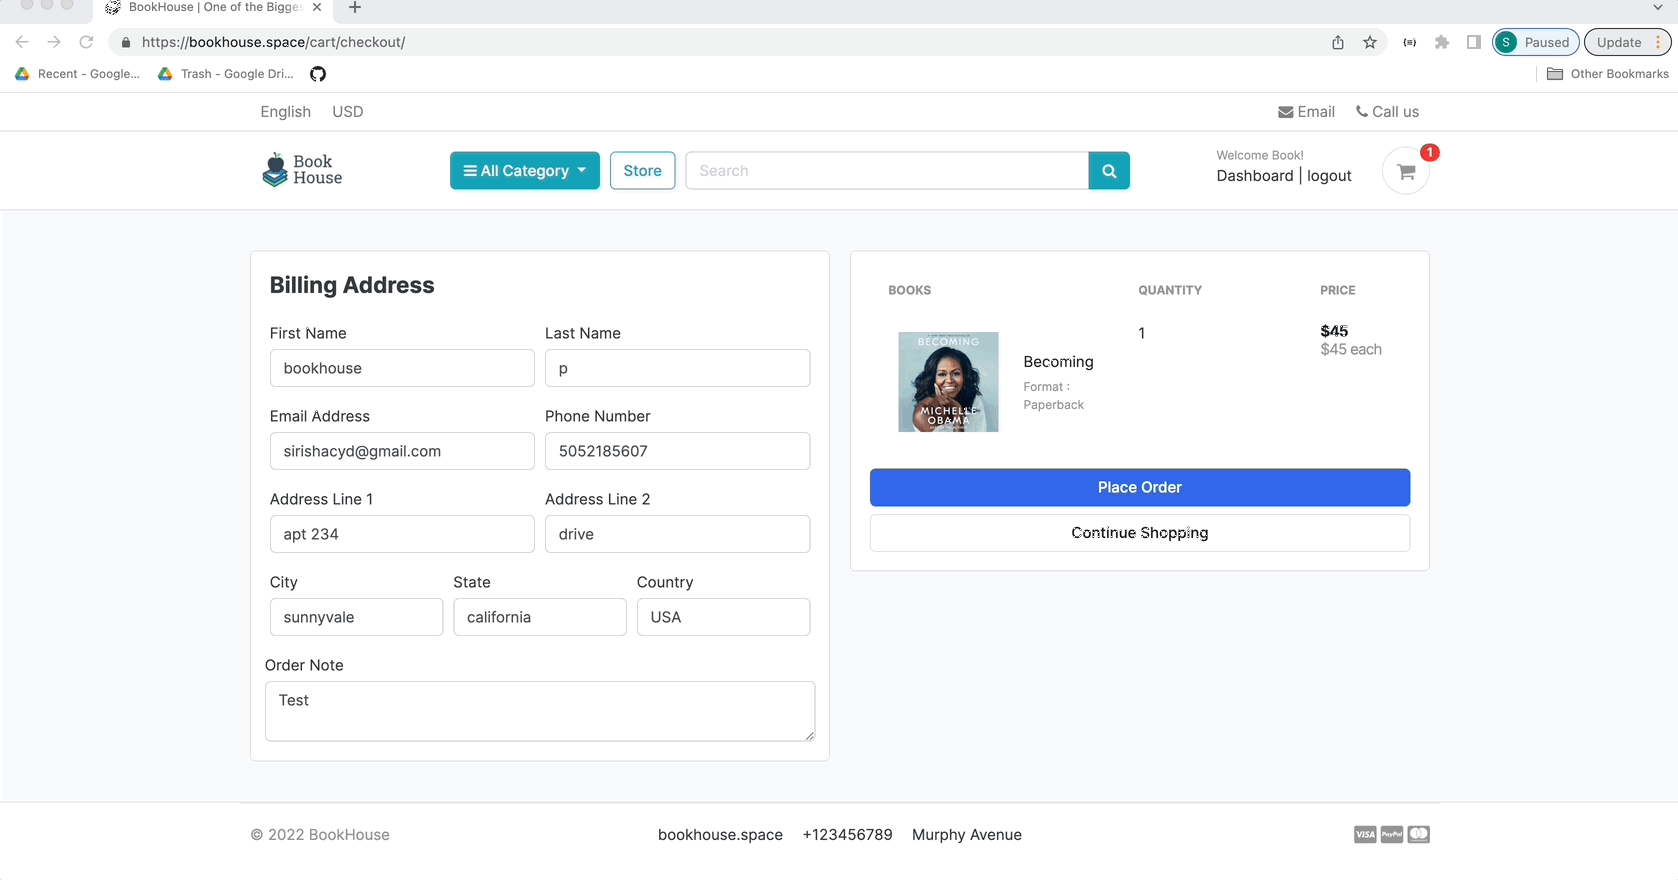 BookHouse | One of the Bigges
https://bookhouse.space/cart/checkout/
S Paused
Update
Recent - Google...
Trash - Google Dri...
Other Bookmarks
English USD
Email Call us
Book
House
All Category
Store
Search
Welcome Book!
Dashboard | logout
1
Billing Address
First Name Last Name
bookhouse p
Email Address Phone Number
sirishacyd@gmail.com 5052185607
Address Line 1 Address Line 2
apt 234 drive
City State Country
sunnyvale california USA
Order Note
Test
BOOKS QUANTITY PRICE
BECOMING
MICHELLE
OBAMA
Becoming
Format :
Paperback
1
$45
$45 each
Place Order
Continue Shopping
© 2022 BookHouse
bookhouse.space +123456789 Murphy Avenue
VISA PayPal